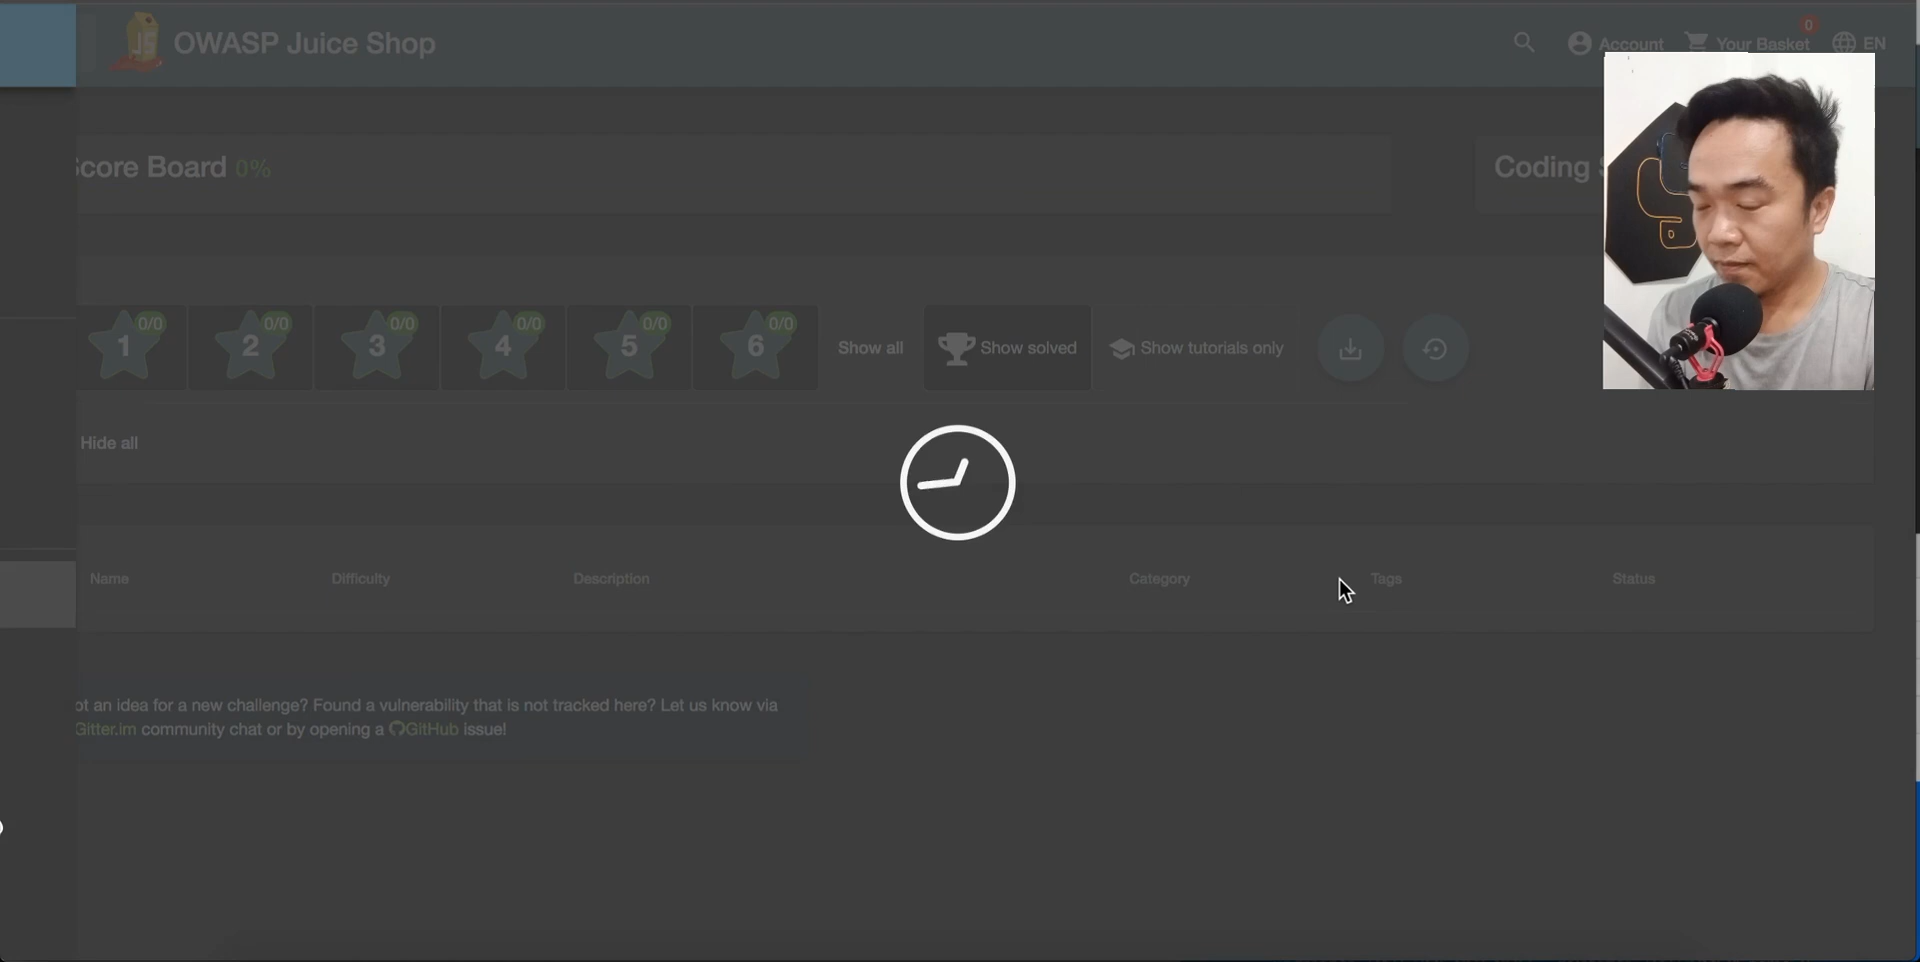 OWASP Juice Shop
Account
0
Your Basket
EN
Score Board 0%
Coding
1 0/0
2 0/0
3 0/0
4 0/0
5 0/0
6 0/0
Show all
Show solved
Show tutorials only
Hide all
Name Difficulty Description Category Tags Status
ot an idea for a new challenge? Found a vulnerability that is not tracked here? Let us know via
Gitter.im community chat or by opening a GitHub issue!